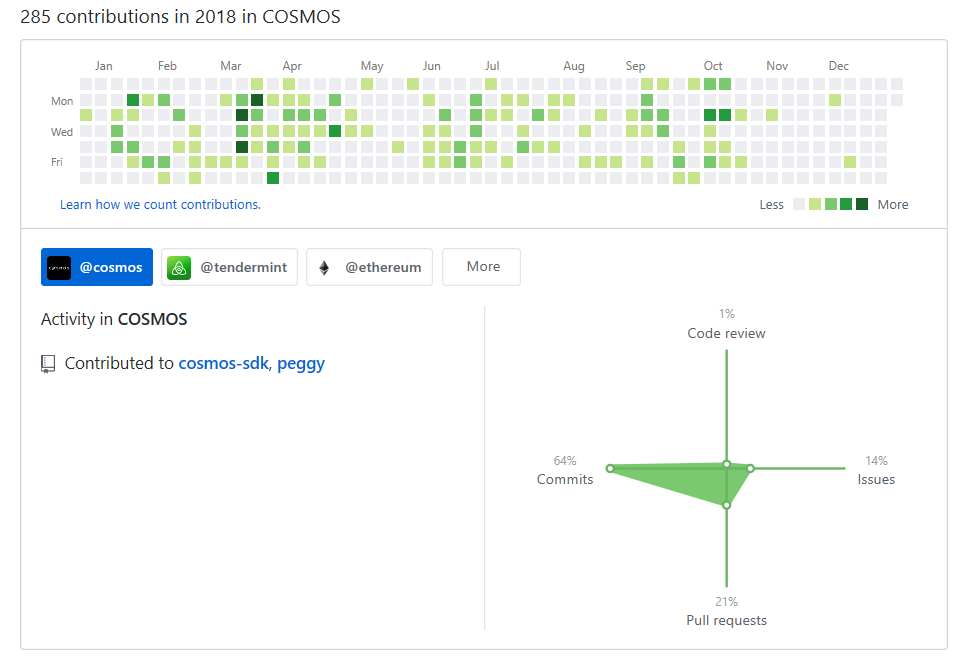 285 contributions in 2018 in COSMOS
Jan Feb Mar Apr May Jun Jul Aug Sep Oct Nov Dec
Mon
Wed
Fri
Learn how we count contributions.
Less More
COSMOS @cosmos @tendermint @ethereum More
Activity in COSMOS
Contributed to cosmos-sdk, peggy
1%
Code review
64%
Commits
14%
Issues
21%
Pull requests